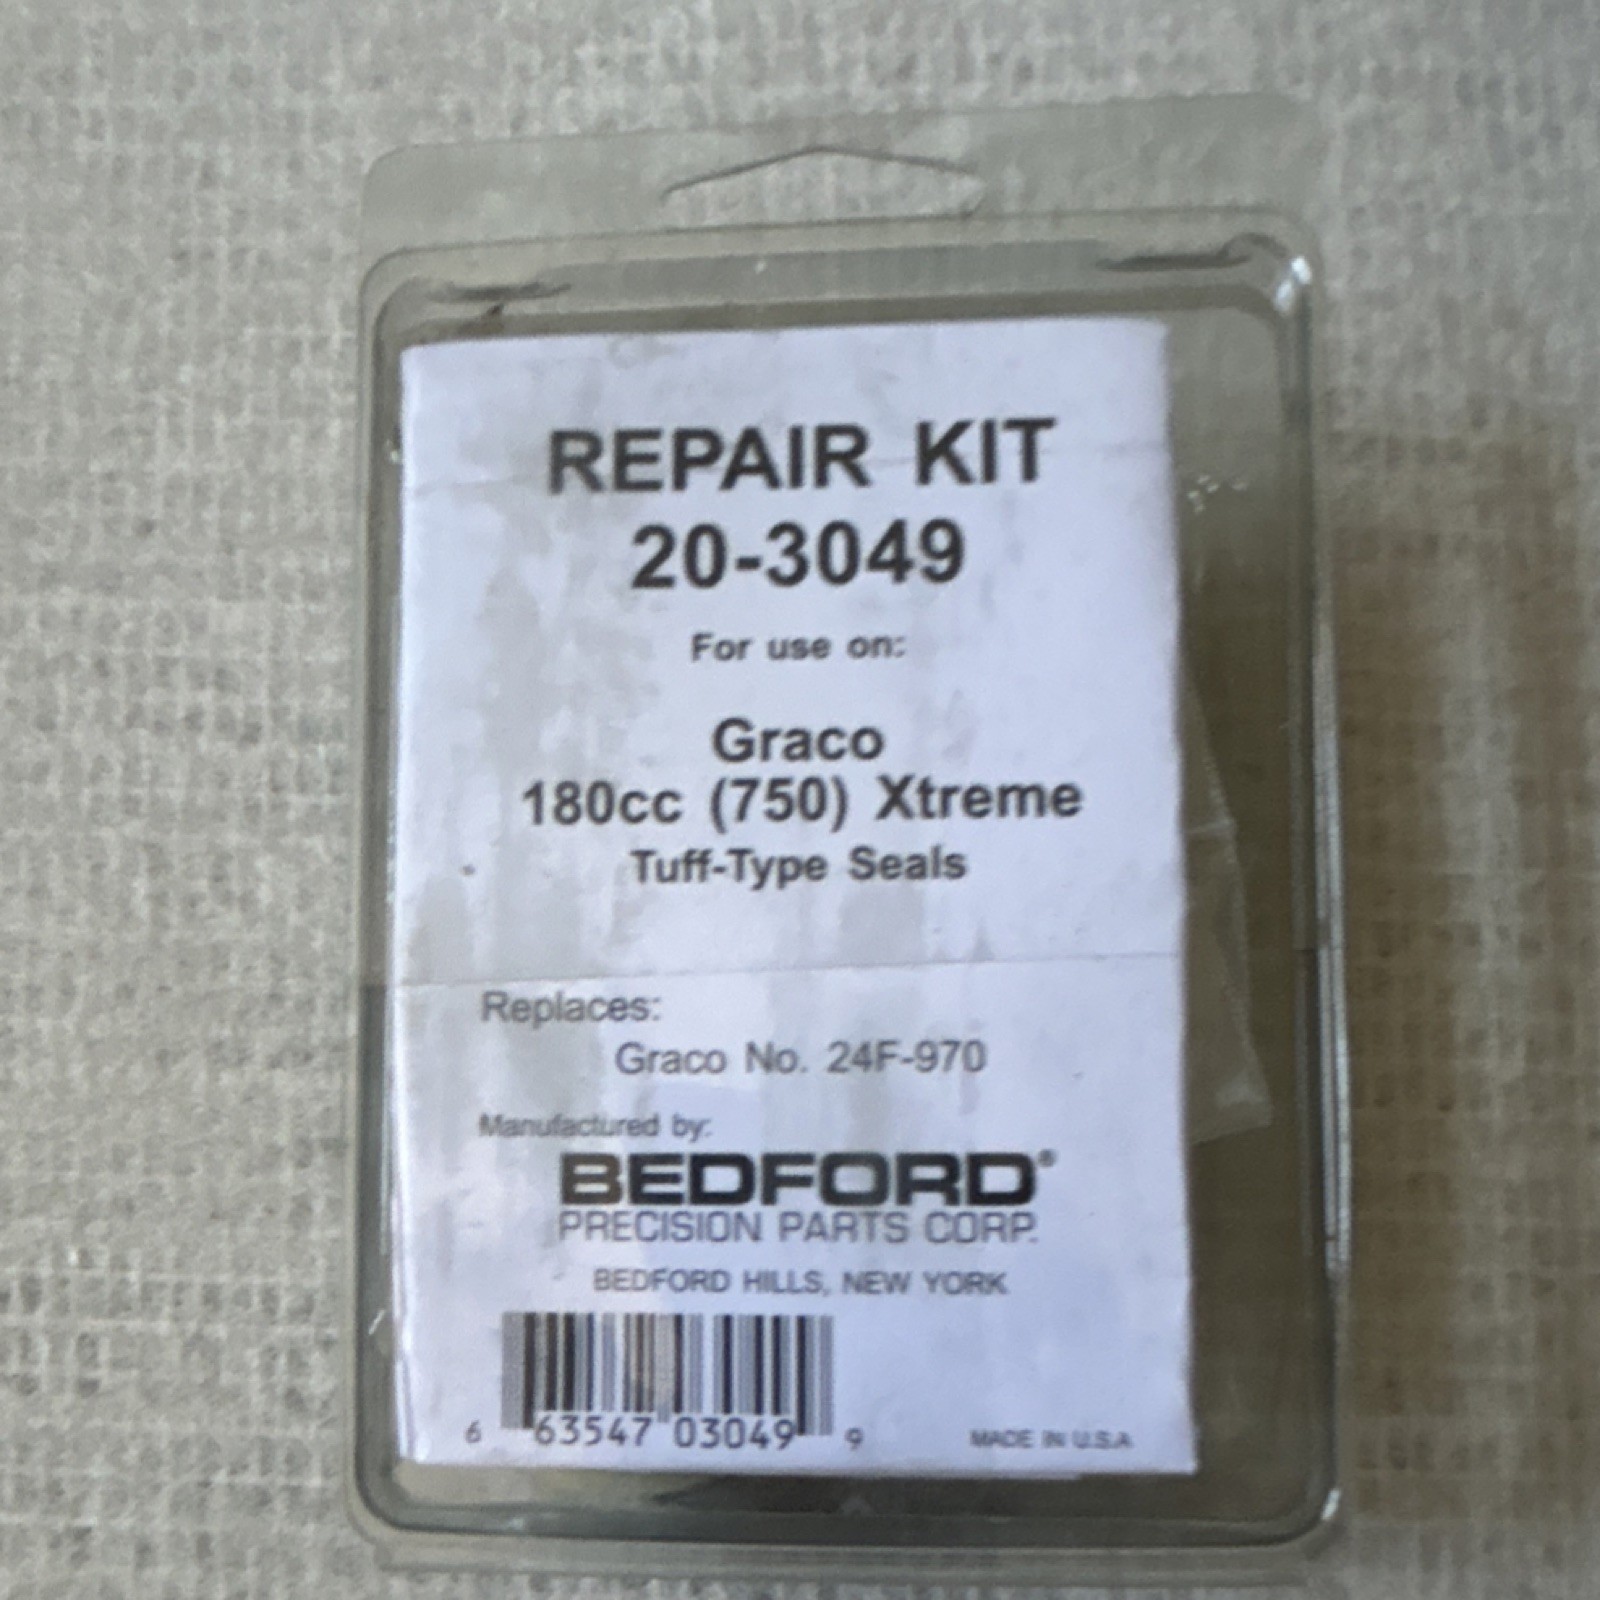 REPAIR KIT
20-3049
For use on:
Graco
180cc (750) Xtreme
Tuff-Type Seals
Replaces:
Graco No. 24F-970
Manufactured by:
BEDFORD®
PRECISION PARTS CORP.
BEDFORD HILLS, NEW YORK
6 63547 03049 9
MADE IN U.S.A